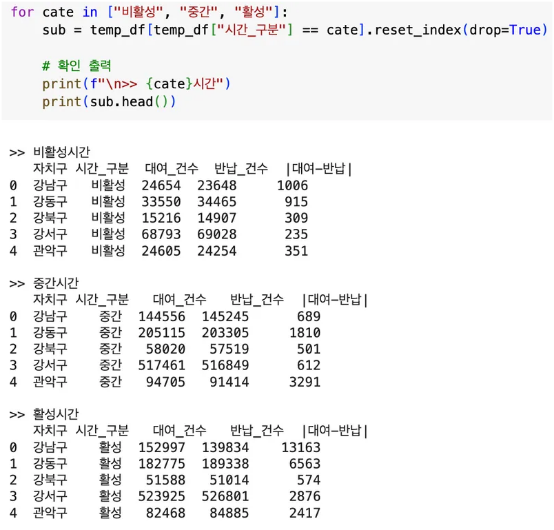 for cate in ["비활성", "중간", "활성"]:
    sub = temp_df[temp_df["시간_구분"] == cate].reset_index(drop=True)

    # 확인 출력
    print(f"\n>> {cate}시간")
    print(sub.head())

>> 비활성시간
   자치구 시간_구분  대여_건수  반납_건수  |대여-반납|
0  강남구   비활성  24654  23648     1006
1  강동구   비활성  33550  34465      915
2  강북구   비활성  15216  14907      309
3  강서구   비활성  68793  69028      235
4  관악구   비활성  24605  24254      351

>> 중간시간
   자치구 시간_구분   대여_건수   반납_건수  |대여-반납|
0  강남구    중간  144556  145245      689
1  강동구    중간  205115  203305     1810
2  강북구    중간   58020   57519      501
3  강서구    중간  517461  516849      612
4  관악구    중간   94705   91414     3291

>> 활성시간
   자치구 시간_구분   대여_건수   반납_건수  |대여-반납|
0  강남구    활성  152997  139834    13163
1  강동구    활성  182775  189338     6563
2  강북구    활성   51588   51014      574
3  강서구    활성  523925  526801     2876
4  관악구    활성   82468   84885     2417